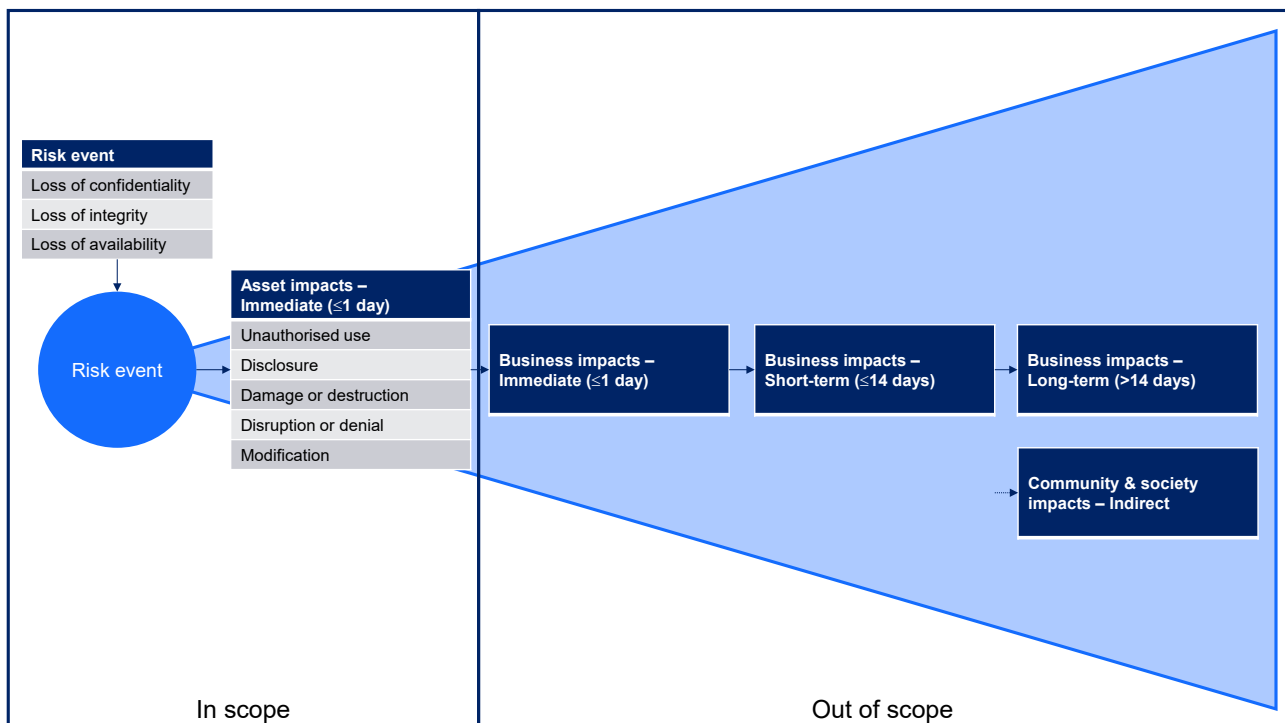 Risk event
Loss of confidentiality
Loss of integrity
Loss of availability
Risk event
Asset impacts –
Immediate (≤1 day)
Unauthorised use
Disclosure
Damage or destruction
Disruption or denial
Modification
Business impacts –
Immediate (≤1 day)
Business impacts –
Short-term (≤14 days)
Business impacts –
Long-term (>14 days)
Community & society
impacts – Indirect
In scope
Out of scope